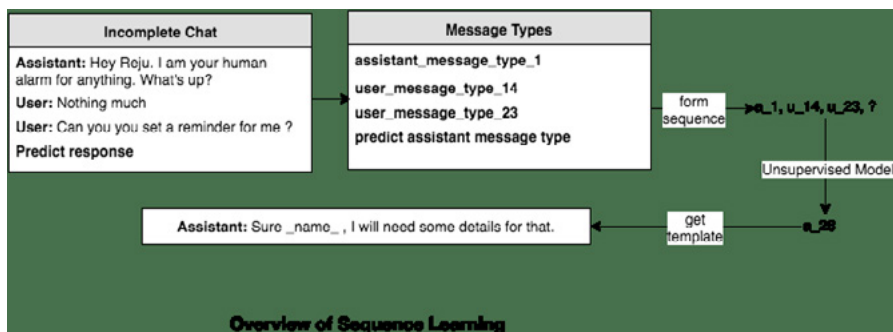 Incomplete Chat
Assistant: Hey Roju. I am your human
alarm for anything. What's up?
User: Nothing much
User: Can you you set a reminder for me ?
Predict response
Message Types
assistant_message_type_1
user_message_type_14
user_message_type_23
predict assistant message type
form
sequence
a_1, u_14, u_23, ?
Unsupervised Model
a_26
get
template
Assistant: Sure _name_ , I will need some details for that.
Overview of Sequence Learning